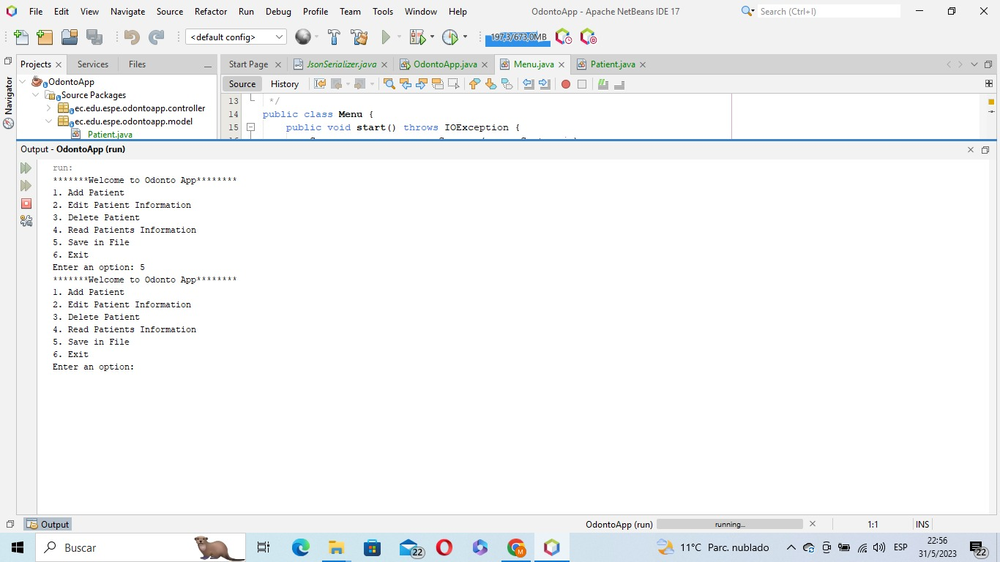 File Edit View Navigate Source Refactor Run Debug Profile Team Tools Window Help
OdontoApp - Apache NetBeans IDE 17
Search (Ctrl+I)
<default config>
197,3/673,0MB
Projects Services Files
Start Page JsonSerializer.java OdontoApp.java Menu.java Patient.java
Navigator
OdontoApp
Source Packages
ec.edu.espe.odontoapp.controller
ec.edu.espe.odontoapp.model
Patient.java
Source History
13 */
14 public class Menu {
15 public void start() throws IOException {
Output - OdontoApp (run)
run:
*******Welcome to Odonto App********
1. Add Patient
2. Edit Patient Information
3. Delete Patient
4. Read Patients Information
5. Save in File
6. Exit
Enter an option: 5
*******Welcome to Odonto App********
1. Add Patient
2. Edit Patient Information
3. Delete Patient
4. Read Patients Information
5. Save in File
6. Exit
Enter an option:
Output
OdontoApp (run) running... 1:1 INS
Buscar
22
M
11°C Parc. nublado
ESP
22:56
31/5/2023
22